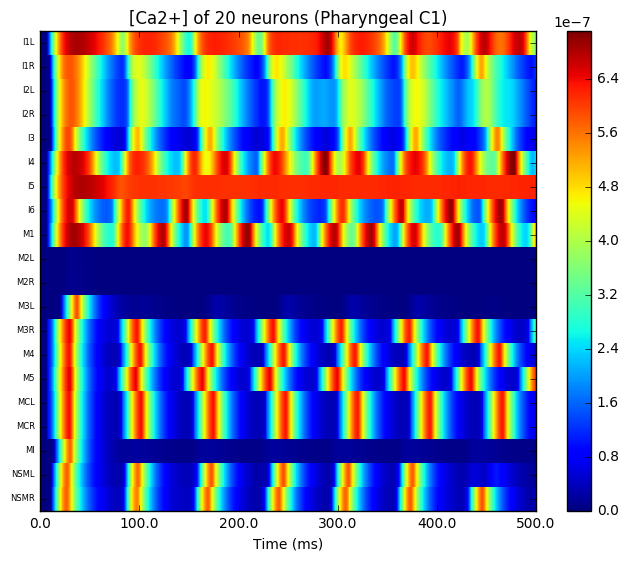 [Ca2+] of 20 neurons (Pharyngeal C1)
1e−7
I1L
I1R
I2L
I2R
I3
I4
I5
I6
M1
M2L
M2R
M3L
M3R
M4
M5
MCL
MCR
MI
NSML
NSMR
0.0 100.0 200.0 300.0 400.0 500.0
Time (ms)
6.4
5.6
4.8
4.0
3.2
2.4
1.6
0.8
0.0